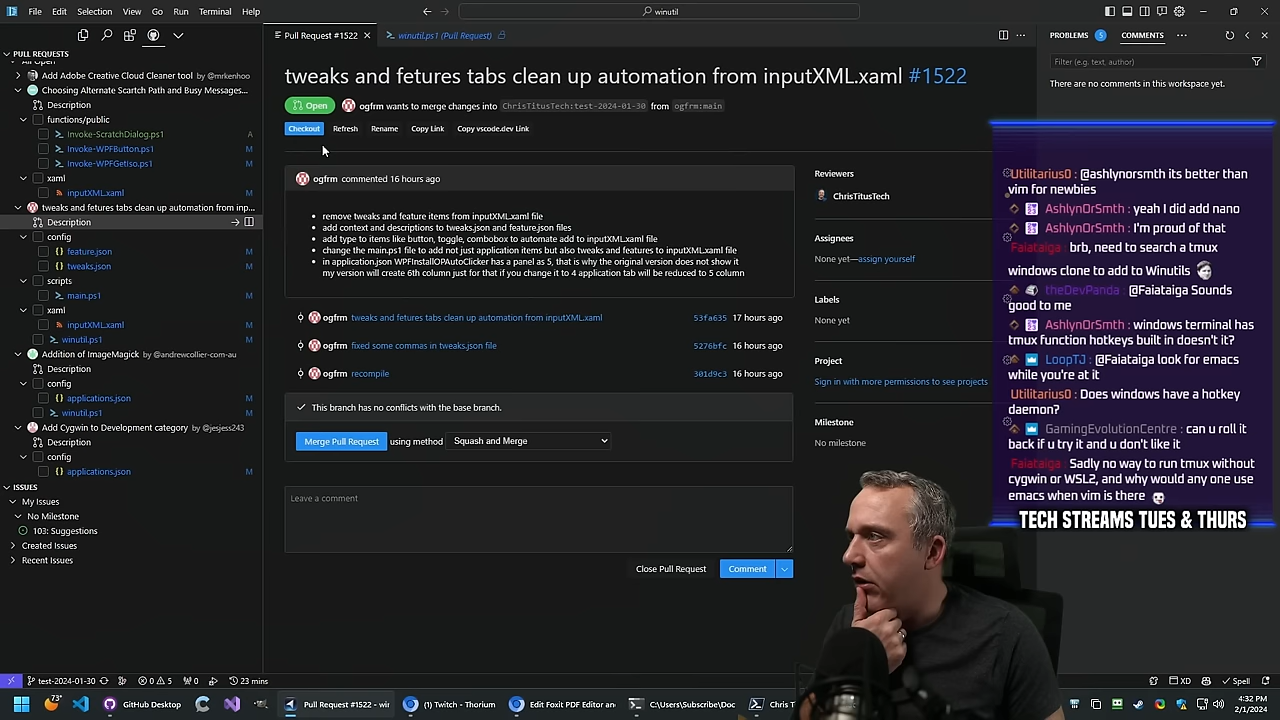 File Edit Selection View Go Run Terminal Help
winutil
PULL REQUESTS
All Open
Add Adobe Creative Cloud Cleaner tool by @mrkenhoo
Choosing Alternate Scartch Path and Busy Messages...
Description
functions/public
Invoke-ScratchDialog.ps1 A
Invoke-WPFButton.ps1 M
Invoke-WPFGetIso.ps1 M
xaml
inputXML.xaml M
tweaks and fetures tabs clean up automation from inp...
Description
config
feature.json M
tweaks.json M
scripts
main.ps1 M
xaml
inputXML.xaml M
winutil.ps1 M
Addition of ImageMagick by @andrewcollier-com-au
Description
config
applications.json M
winutil.ps1 M
Add Cygwin to Development category by @jesjess243
Description
config
applications.json M
ISSUES
My Issues
No Milestone
103: Suggestions
Created Issues
Recent Issues
Pull Request #1522
winutil.ps1 (Pull Request)
tweaks and fetures tabs clean up automation from inputXML.xaml #1522
Open ogfrm wants to merge changes into ChrisTitusTech:test-2024-01-30 from ogfrm:main
Checkout Refresh Rename Copy Link Copy vscode.dev Link
ogfrm commented 16 hours ago
remove tweaks and feature items from inputXML.xaml file
add context and descriptions to tweaks.json and feature.json files
add type to items like button, toggle, combobox to automate add to inputXML.xaml file
change the main.ps1 file to add not just application items but also tweaks and features to inputXML.xaml file
in application.json WPFInstallOPAutoClicker has a panel as 5, that is why the original version does not show it
my version will create 6th column just for that if you change it to 4 application tab will be reduced to 5 column
ogfrm tweaks and fetures tabs clean up automation from inputXML.xaml 53fa635 17 hours ago
ogfrm fixed some commas in tweaks.json file 5276bfc 16 hours ago
ogfrm recompile 301d9c3 16 hours ago
This branch has no conflicts with the base branch.
Merge Pull Request using method Squash and Merge
Leave a comment
Close Pull Request Comment
Reviewers
ChrisTitusTech
Assignees
None yet—assign yourself
Labels
None yet
Project
Sign in with more permissions to see projects
Milestone
No milestone
PROBLEMS 5 COMMENTS
Filter (e.g. text, author)
There are no comments in this workspace yet.
Utilitarius0 : @ashlynorsmth its better than
vim for newbies
AshlynOrSmth : yeah I did add nano
AshlynOrSmth : I'm proud of that
Faiataiga : brb, need to search a tmux
windows clone to add to Winutils
theDevPanda : @Faiataiga Sounds
good to me
AshlynOrSmth : windows terminal has
tmux function hotkeys built in doesn't it?
LoopTJ : @Faiataiga look for emacs
while you're at it
Utilitarius0 : Does windows have a hotkey
daemon?
GamingEvolutionCentre : can u roll it
back if u try it and u don't like it
Faiataiga : Sadly no way to run tmux without
cygwin or WSL2, and why would any one use
emacs when vim is there
TECH STREAMS TUES & THURS
test-2024-01-30 0 5 0 23 mins XD Spell
73° GitHub Desktop Pull Request #1522 - wir (1) Twitch - Thorium Edit Foxit PDF Editor and C:\Users\Subscribe\Doc Chris T
4:32 PM
2/1/2024